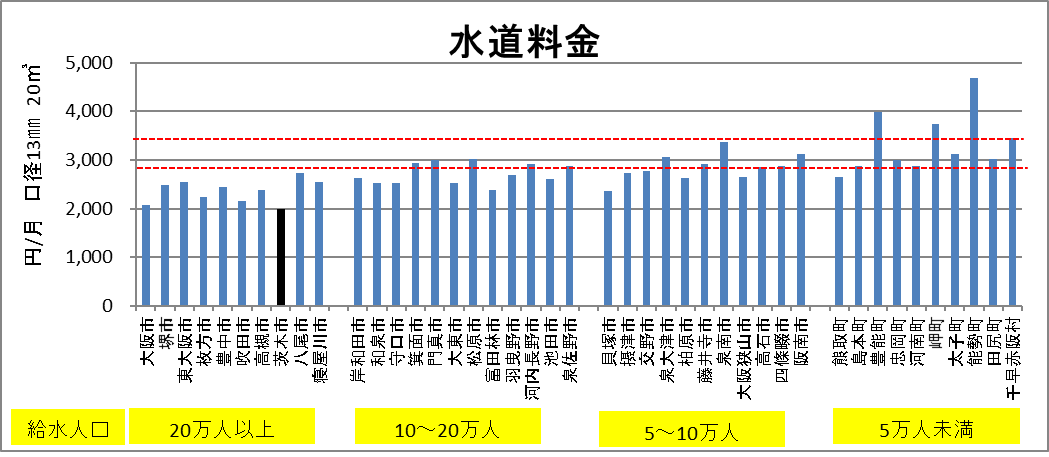 水道料金
円/月　口径13㎜ 20㎥
5,000
4,000
3,000
2,000
1,000
0
大阪市
堺市
東大阪市
枚方市
豊中市
吹田市
高槻市
茨木市
八尾市
寝屋川市
岸和田市
和泉市
守口市
箕面市
門真市
大東市
松原市
富田林市
羽曳野市
河内長野市
池田市
泉佐野市
貝塚市
摂津市
交野市
泉大津市
柏原市
藤井寺市
泉南市
大阪狭山市
高石市
四條畷市
阪南市
熊取町
島本町
豊能町
忠岡町
河南町
岬町
太子町
能勢町
田尻町
千早赤阪村
給水人口
20万人以上
10～20万人
5～10万人
5万人未満